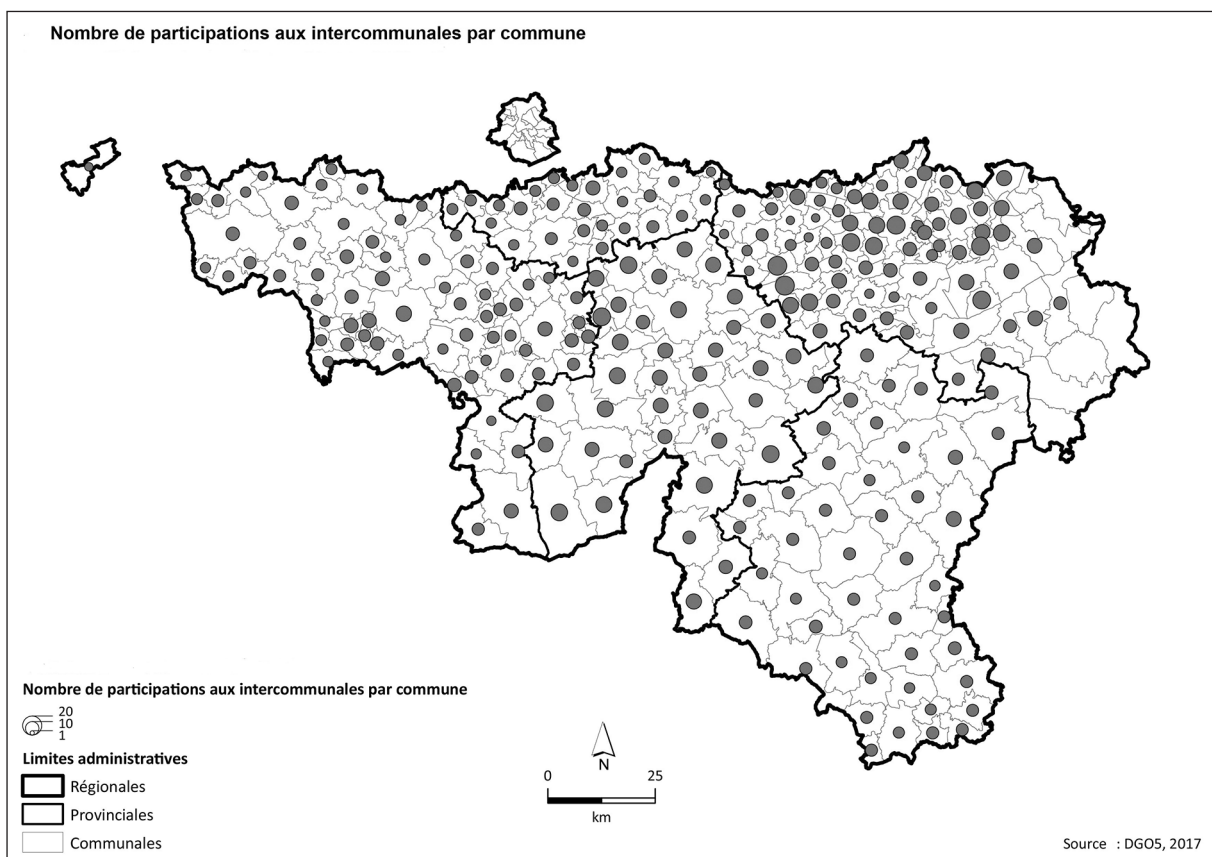 Nombre de participations aux intercommunales par commune
Nombre de participations aux intercommunales par commune
20
10
1
Limites administratives
Régionales
Provinciales
Communales
N
0 25
km
Source : DGO5, 2017